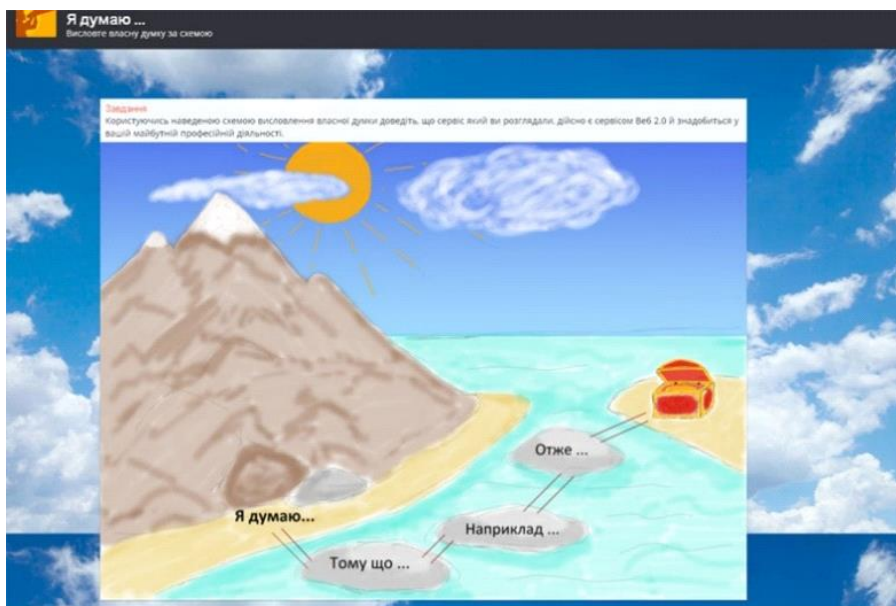 Я думаю ...
Висловте власну думку за схемою
Завдання
Користуючись наведеною схемою висловлення власної думки доведіть, що сервіс який ви розглядали, дійсно є сервісом Веб 2.0 й знадобиться у
вашій майбутній професійній діяльності.
Отже ...
Я думаю...
Наприклад ...
Тому що ...